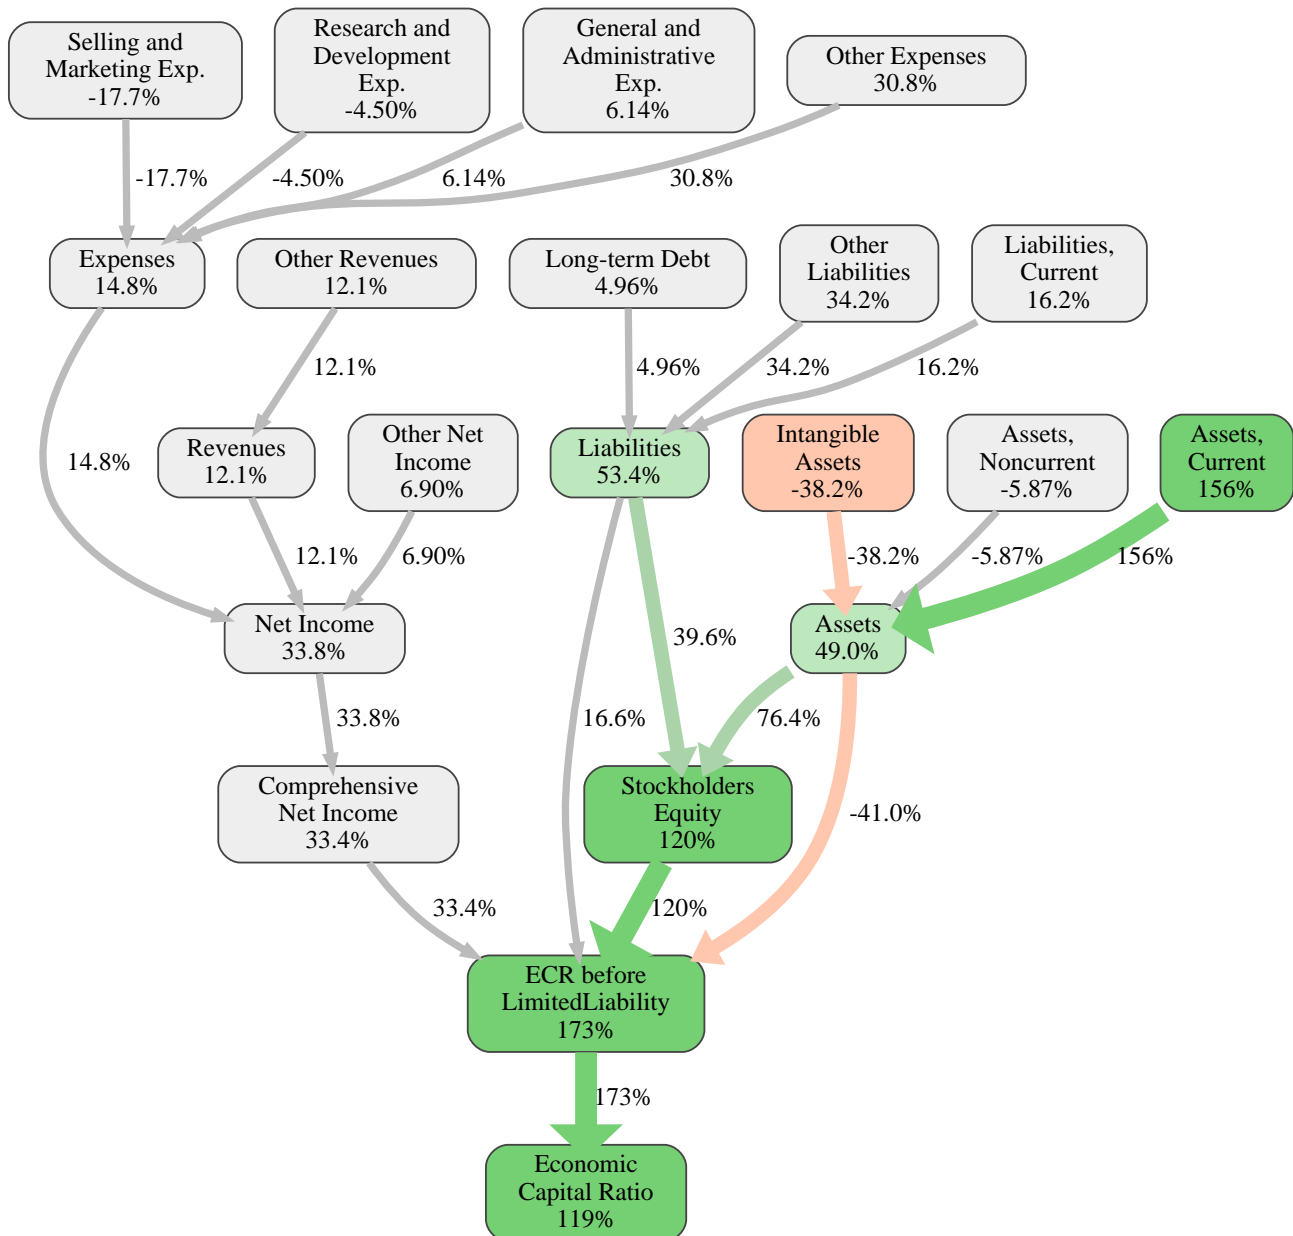 Selling and
Marketing Exp.
-17.7%
Research and
Development
Exp.
-4.50%
General and
Administrative
Exp.
6.14%
Other Expenses
30.8%
-17.7%
-4.50%
6.14%
30.8%
Expenses
14.8%
Other Revenues
12.1%
Long-term Debt
4.96%
Other
Liabilities
34.2%
Liabilities,
Current
16.2%
12.1%
4.96%
34.2%
16.2%
14.8%
Revenues
12.1%
Other Net
Income
6.90%
Liabilities
53.4%
Intangible
Assets
-38.2%
Assets,
Noncurrent
-5.87%
Assets,
Current
156%
12.1%
6.90%
-38.2%
-5.87%
156%
Net Income
33.8%
39.6%
Assets
49.0%
33.8%
16.6%
76.4%
-41.0%
Comprehensive
Net Income
33.4%
Stockholders
Equity
120%
33.4%
120%
ECR before
LimitedLiability
173%
173%
Economic
Capital Ratio
119%